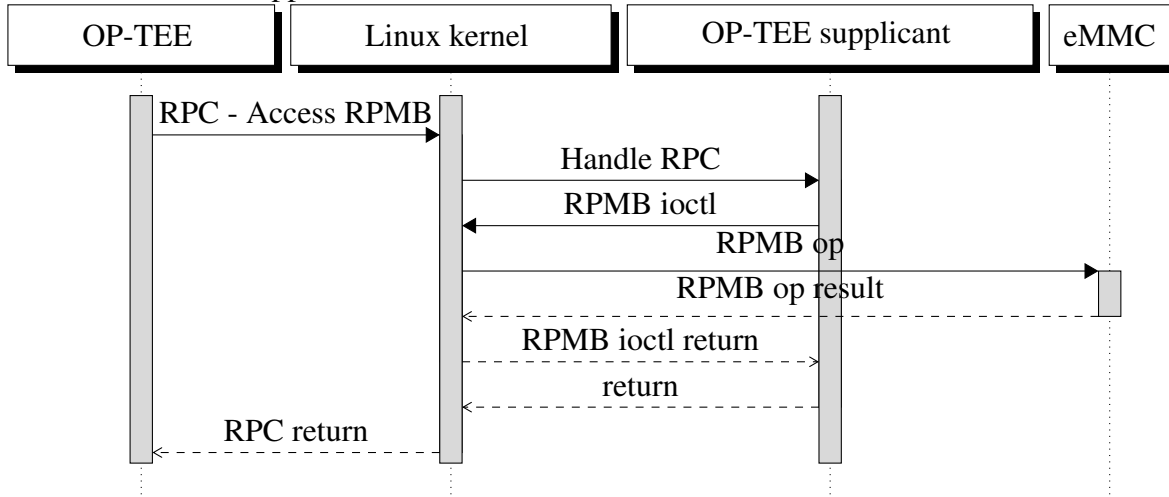 OP-TEE
Linux kernel
OP-TEE supplicant
eMMC
RPC - Access RPMB
Handle RPC
RPMB ioctl
RPMB op
RPMB op result
RPMB ioctl return
return
RPC return